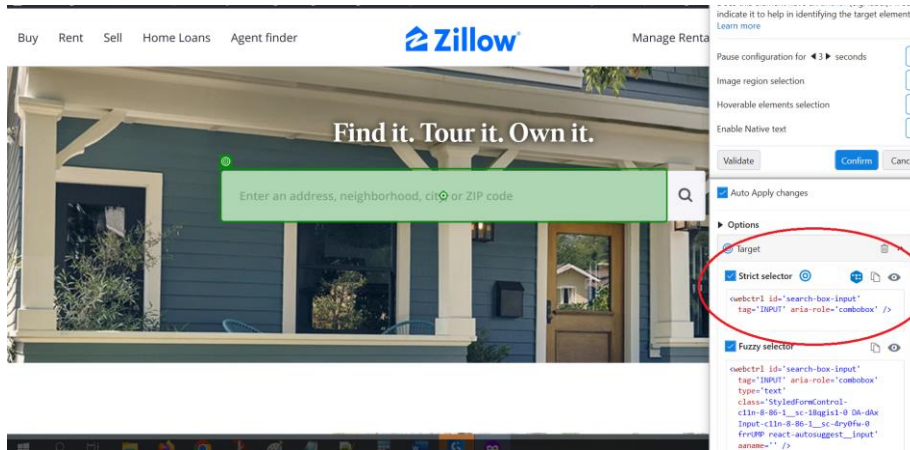 indicate it to help in identifying the target element
Learn more
Buy Rent Sell Home Loans Agent finder Zillow Manage Renta
Pause configuration for 3 seconds
Image region selection
Hoverable elements selection
Enable Native text
Find it. Tour it. Own it.
Validate Confirm Canc
Enter an address, neighborhood, city or ZIP code
Auto Apply changes
Options
Target
Strict selector
<webctrl id='search-box-input'
tag='INPUT' aria-role='combobox' />
Fuzzy selector
<webctrl id='search-box-input'
tag='INPUT' aria-role='combobox'
type='text'
class='StyledFormControl-
c11n-8-86-1__sc-18qgis1-0 DA-dAx
Input-c11n-8-86-1__sc-4ry0fw-0
frrUMP react-autosuggest__input'
aaname='' />